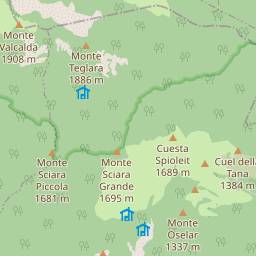 Monte
Valcalda
1908 m
Monte
Teglara
1886 m
Monte
Sciara
Piccola
1681 m
Monte
Sciara
Grande
1695 m
Cuesta
Spioleit
1689 m
Cuel della
Tana
1384 m
Monte
Oselar
1337 m